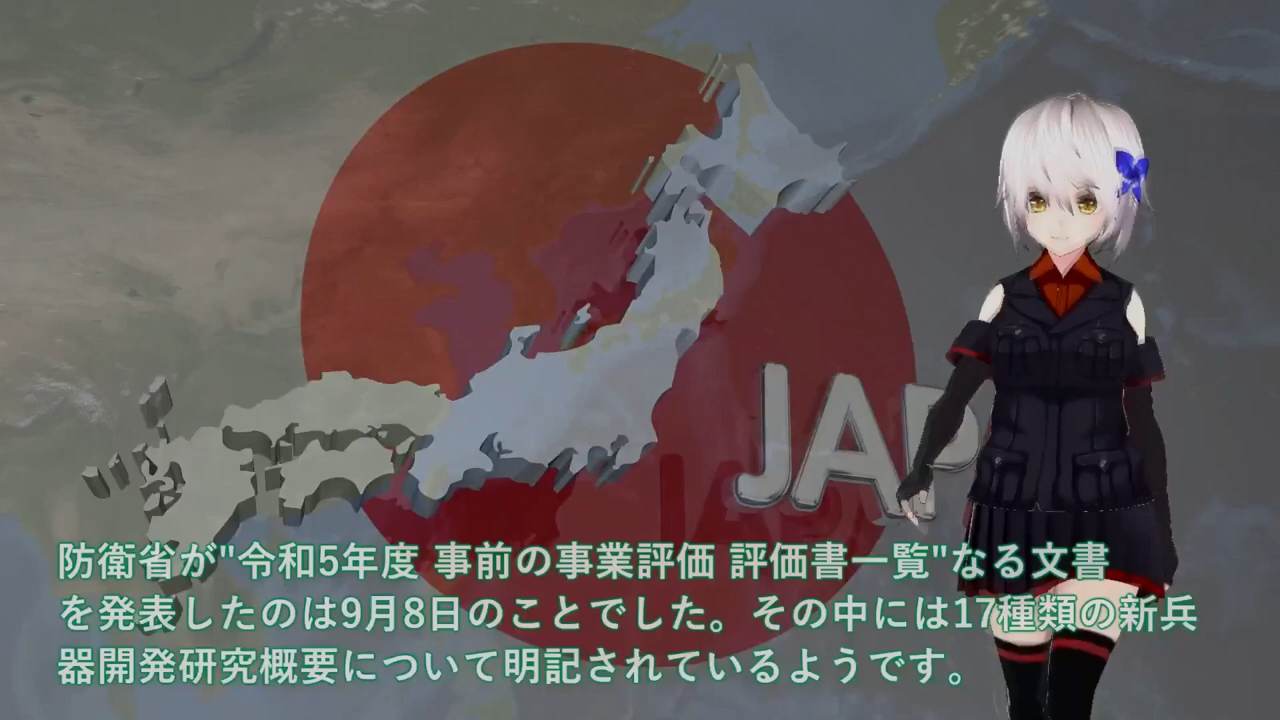 JAP
防衛省が"令和5年度 事前の事業評価 評価書一覧"なる文書
を発表したのは9月8日のことでした。その中には17種類の新兵
器開発研究概要について明記されているようです。